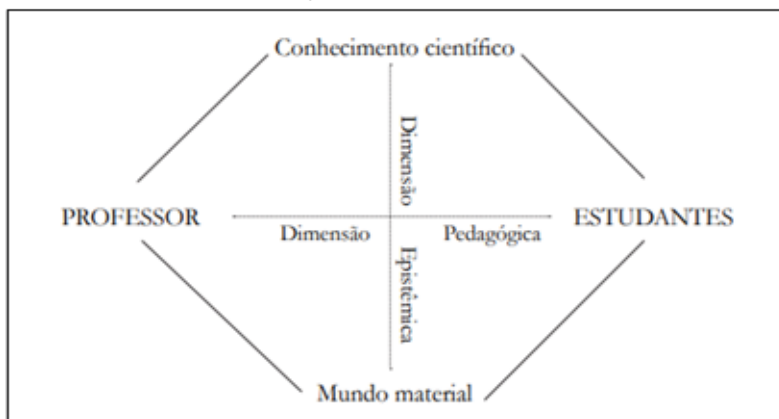 Conhecimento científico
Dimensão
PROFESSOR
ESTUDANTES
Dimensão
Pedagógica
Epistêmica
Mundo material